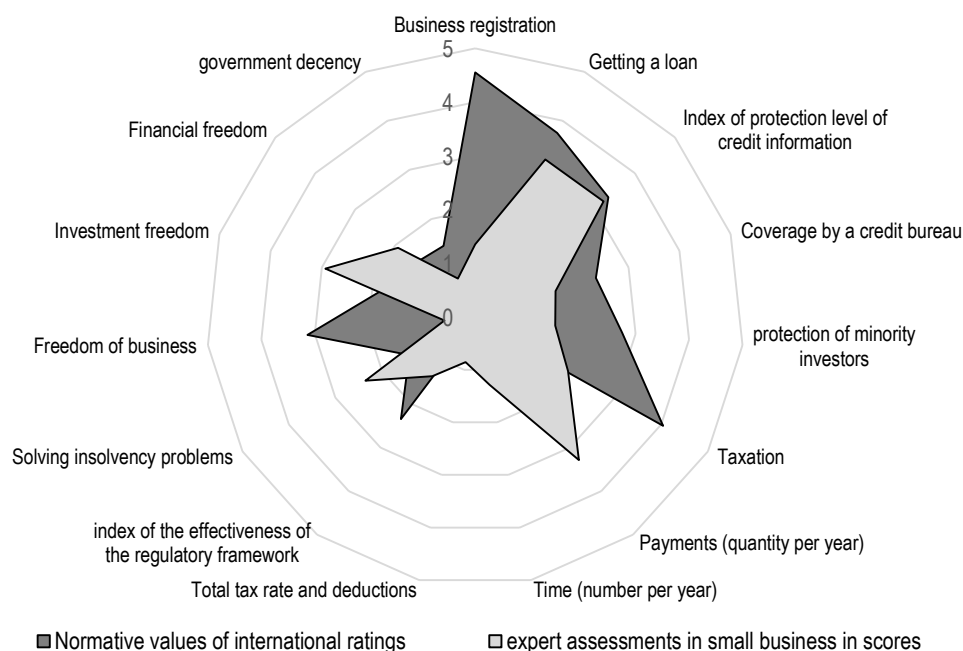 Business registration
Getting a loan
Index of protection level of
credit information
Coverage by a credit bureau
protection of minority
investors
Taxation
Payments (quantity per year)
Time (number per year)
Total tax rate and deductions
index of the effectiveness of
the regulatory framework
Solving insolvency problems
Freedom of business
Investment freedom
Financial freedom
government decency
5
4
3
2
1
0
Normative values of international ratings
expert assessments in small business in scores